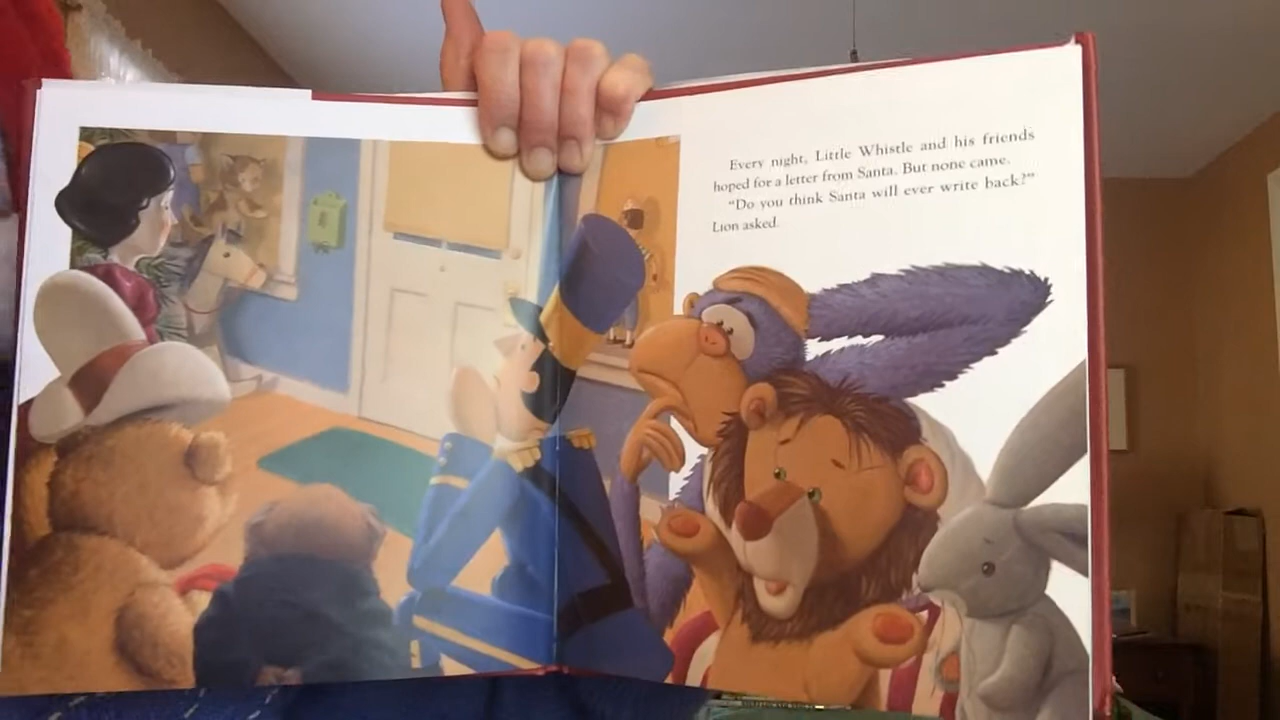 Every night, Little Whistle and his friends
hoped for a letter from Santa. But none came.
“Do you think Santa will ever write back?”
Lion asked.